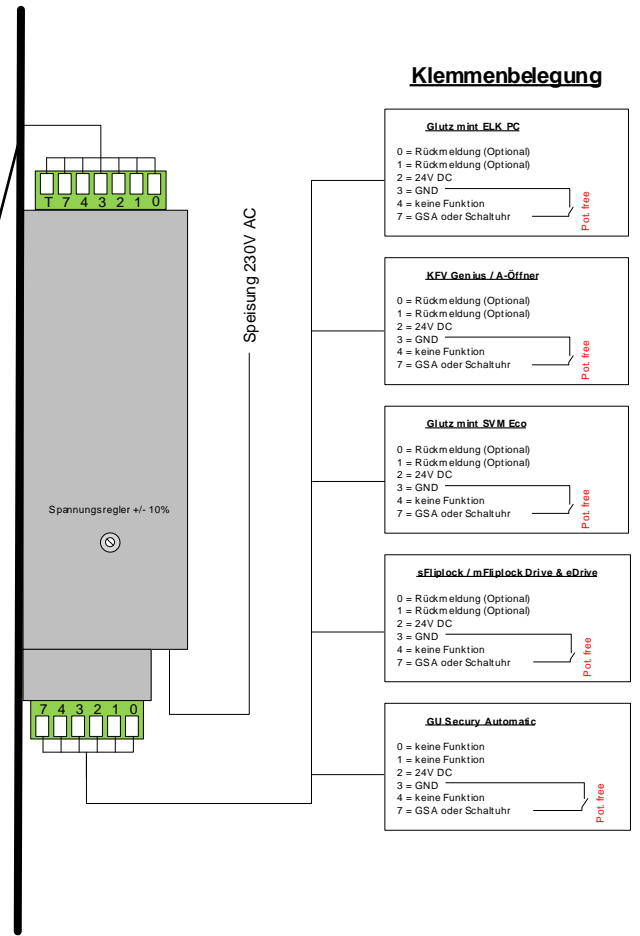 Klemmenbelegung
T 7 4 3 2 1 0
Speisung 230V AC
Spannungsregler +/- 10%
7 4 3 2 1 0
Glutz mint ELK PC
0 = Rückmeldung (Optional)
1 = Rückmeldung (Optional)
2 = 24V DC
3 = GND
4 = keine Funktion
7 = GSA oder Schaltuhr
Pot. free
KFV Genius / A-Öffner
0 = Rückmeldung (Optional)
1 = Rückmeldung (Optional)
2 = 24V DC
3 = GND
4 = keine Funktion
7 = GSA oder Schaltuhr
Pot. free
Glutz mint SVM Eco
0 = Rückmeldung (Optional)
1 = Rückmeldung (Optional)
2 = 24V DC
3 = GND
4 = keine Funktion
7 = GSA oder Schaltuhr
Pot. free
sFliplock / mFliplock Drive & eDrive
0 = Rückmeldung (Optional)
1 = Rückmeldung (Optional)
2 = 24V DC
3 = GND
4 = keine Funktion
7 = GSA oder Schaltuhr
Pot. free
GU Secury Automatic
0 = keine Funktion
1 = keine Funktion
2 = 24V DC
3 = GND
4 = keine Funktion
7 = GSA oder Schaltuhr
Pot. free